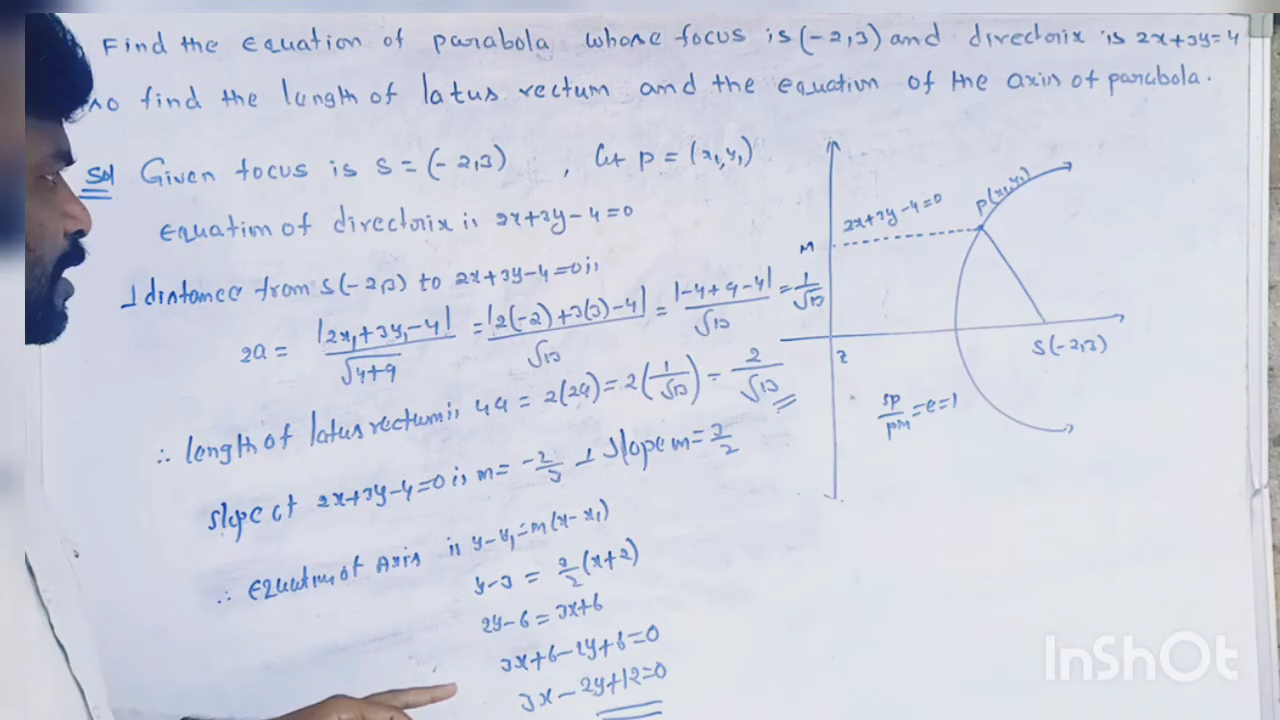 Find the equation of parabola whose focus is (-2,3) and directrix is 2x+3y=4
so find the length of latus rectum and the equation of the axis of parabola.
Sol Given focus is S = (-2,3), Let P = (x₁,y₁)
equation of directrix is 2x+3y-4=0
⊥ distance from S(-2,3) to 2x+3y-4=0 is
2a = |2x₁+3y₁-4|/√4+9 = |2(-2)+3(3)-4|/√13 = |-4+9-4|/√13 = 1/√13
∴ length of latus rectum is 4a = 2(2a) = 2(1/√13) = 2/√13
slope of 2x+3y-4=0 is m = -2/3 ⊥ slope m = 3/2
∴ equation of Axis is y-y₁=m(x-x₁)
y-3 = 3/2(x+2)
2y-6 = 3x+6
3x+6-2y+6=0
3x-2y+12=0
P(x₁,y₁)
2x+3y-4=0
M
S(-2,3)
Z
SP/PM = e = 1
InShOt